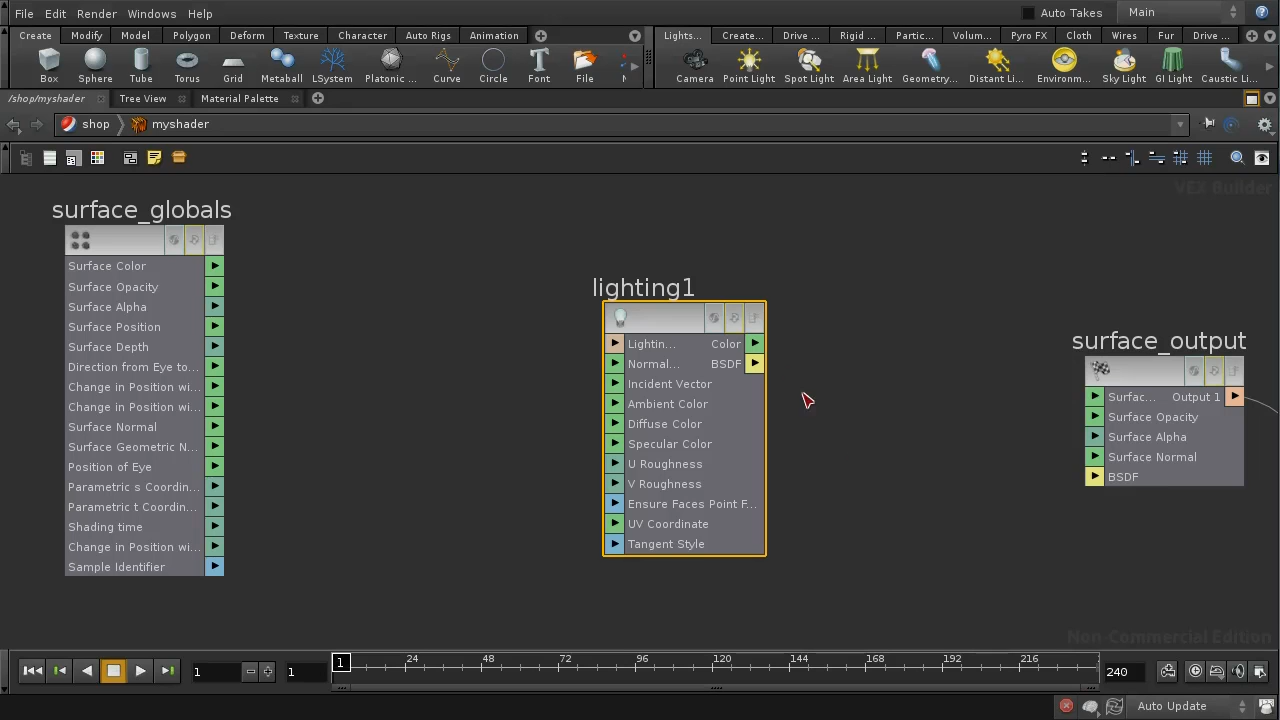 File Edit Render Windows Help Auto Takes Main
Create Modify Model Polygon Deform Texture Character Auto Rigs Animation Lights... Create... Drive ... Rigid ... Partic... Volum... Pyro FX Cloth Wires Fur Drive ...
Box Sphere Tube Torus Grid Metaball LSystem Platonic ... Curve Circle Font File Camera Point Light Spot Light Area Light Geometry... Distant Li... Environm... Sky Light GI Light Caustic Li...
/shop/myshader Tree View Material Palette
shop myshader
VEX Builder
surface_globals
Surface Color
Surface Opacity
Surface Alpha
Surface Position
Surface Depth
Direction from Eye to...
Change in Position wi...
Change in Position wi...
Surface Normal
Surface Geometric N...
Position of Eye
Parametric s Coordin...
Parametric t Coordin...
Shading time
Change in Position wi...
Sample Identifier
lighting1
Lightin... Color
Normal... BSDF
Incident Vector
Ambient Color
Diffuse Color
Specular Color
U Roughness
V Roughness
Ensure Faces Point F...
UV Coordinate
Tangent Style
surface_output
Surfac... Output 1
Surface Opacity
Surface Alpha
Surface Normal
BSDF
Non-Commercial Edition
1 1 1 24 48 72 96 120 144 168 192 216 240
Auto Update